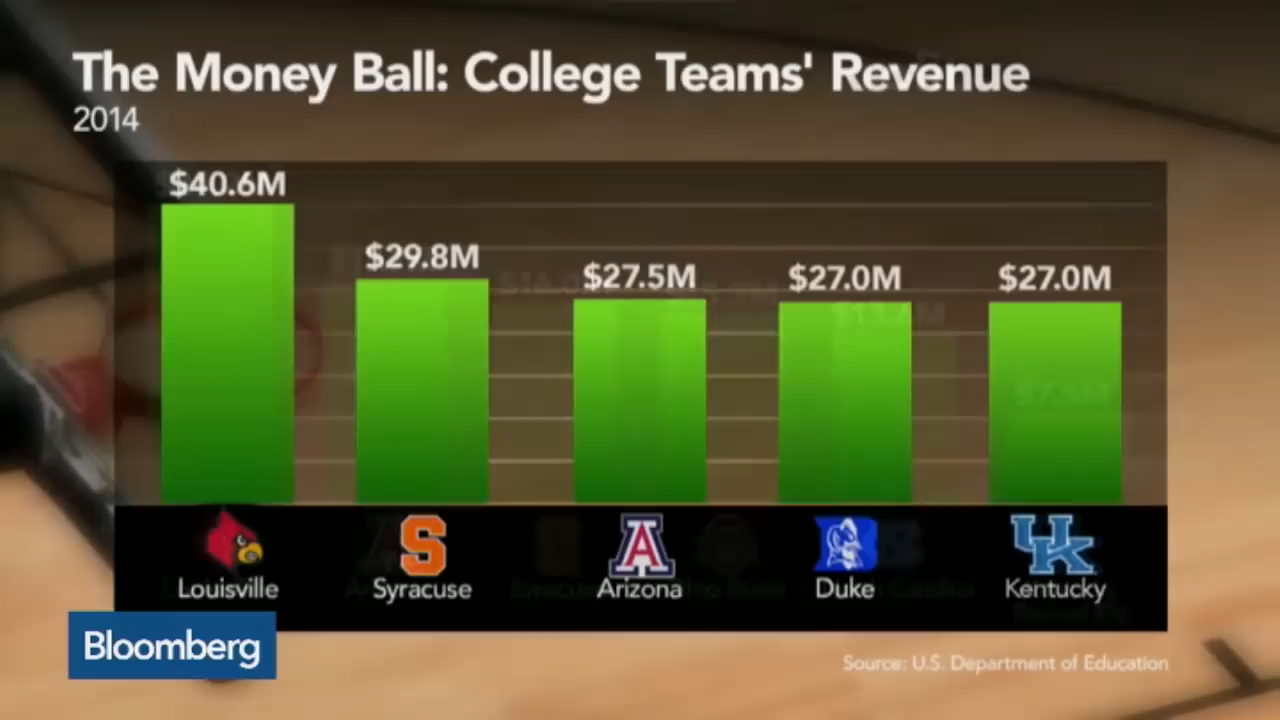 The Money Ball: College Teams' Revenue
2014
$40.6M
$29.8M
$27.5M
$27.0M
$27.0M
Louisville
Syracuse
Arizona
Duke
Kentucky
Bloomberg
Source: U.S. Department of Education